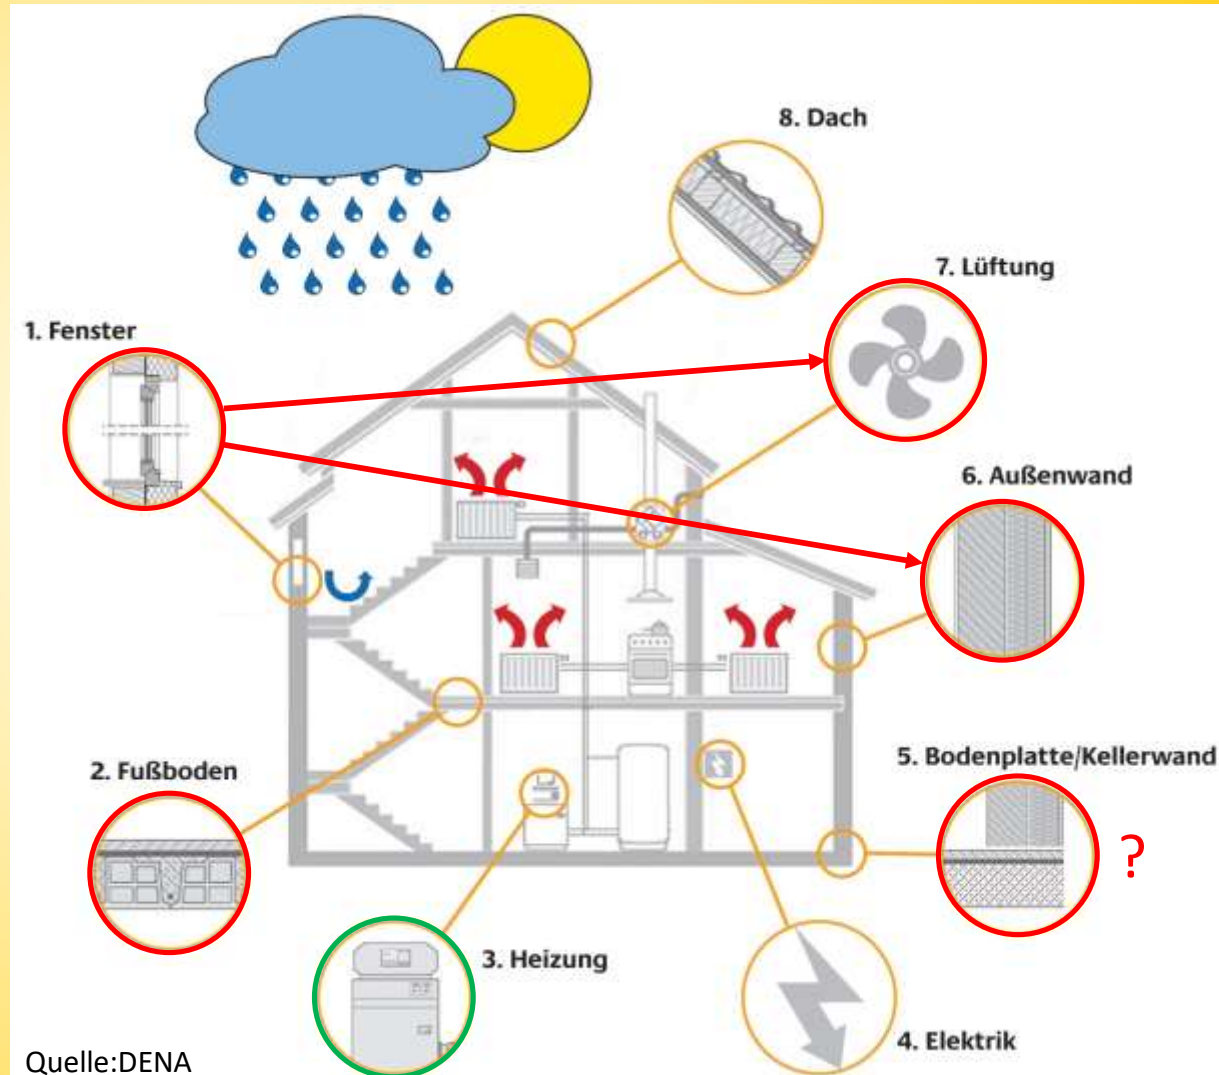 8. Dach
7. Lüftung
1. Fenster
6. Außenwand
2. Fußboden
5. Bodenplatte/Kellerwand
?
3. Heizung
4. Elektrik
Quelle:DENA